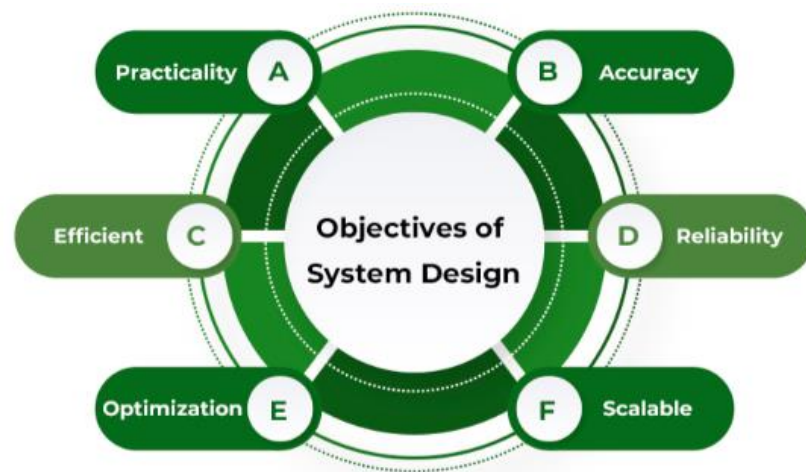 Practicality A
B Accuracy
Efficient C
Objectives of
System Design
D Reliability
Optimization E
F Scalable